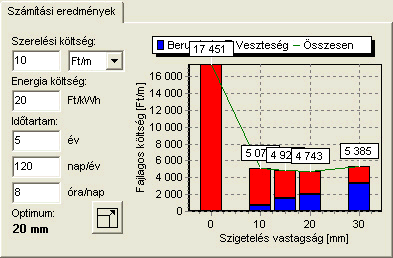 Számítási eredmények
Szerelési költség:
10 Ft/m
Energia költség:
20 Ft/kWh
Időtartam:
5 év
120 nap/év
8 óra/nap
Optimum:
20 mm
Veszteség Összesen
17 451
4 743
5 385
Fajlagos költség [Ft/m]
16 000
14 000
12 000
10 000
8 000
6 000
4 000
2 000
0
0 10 20 30
Szigetelés vastagság [mm]